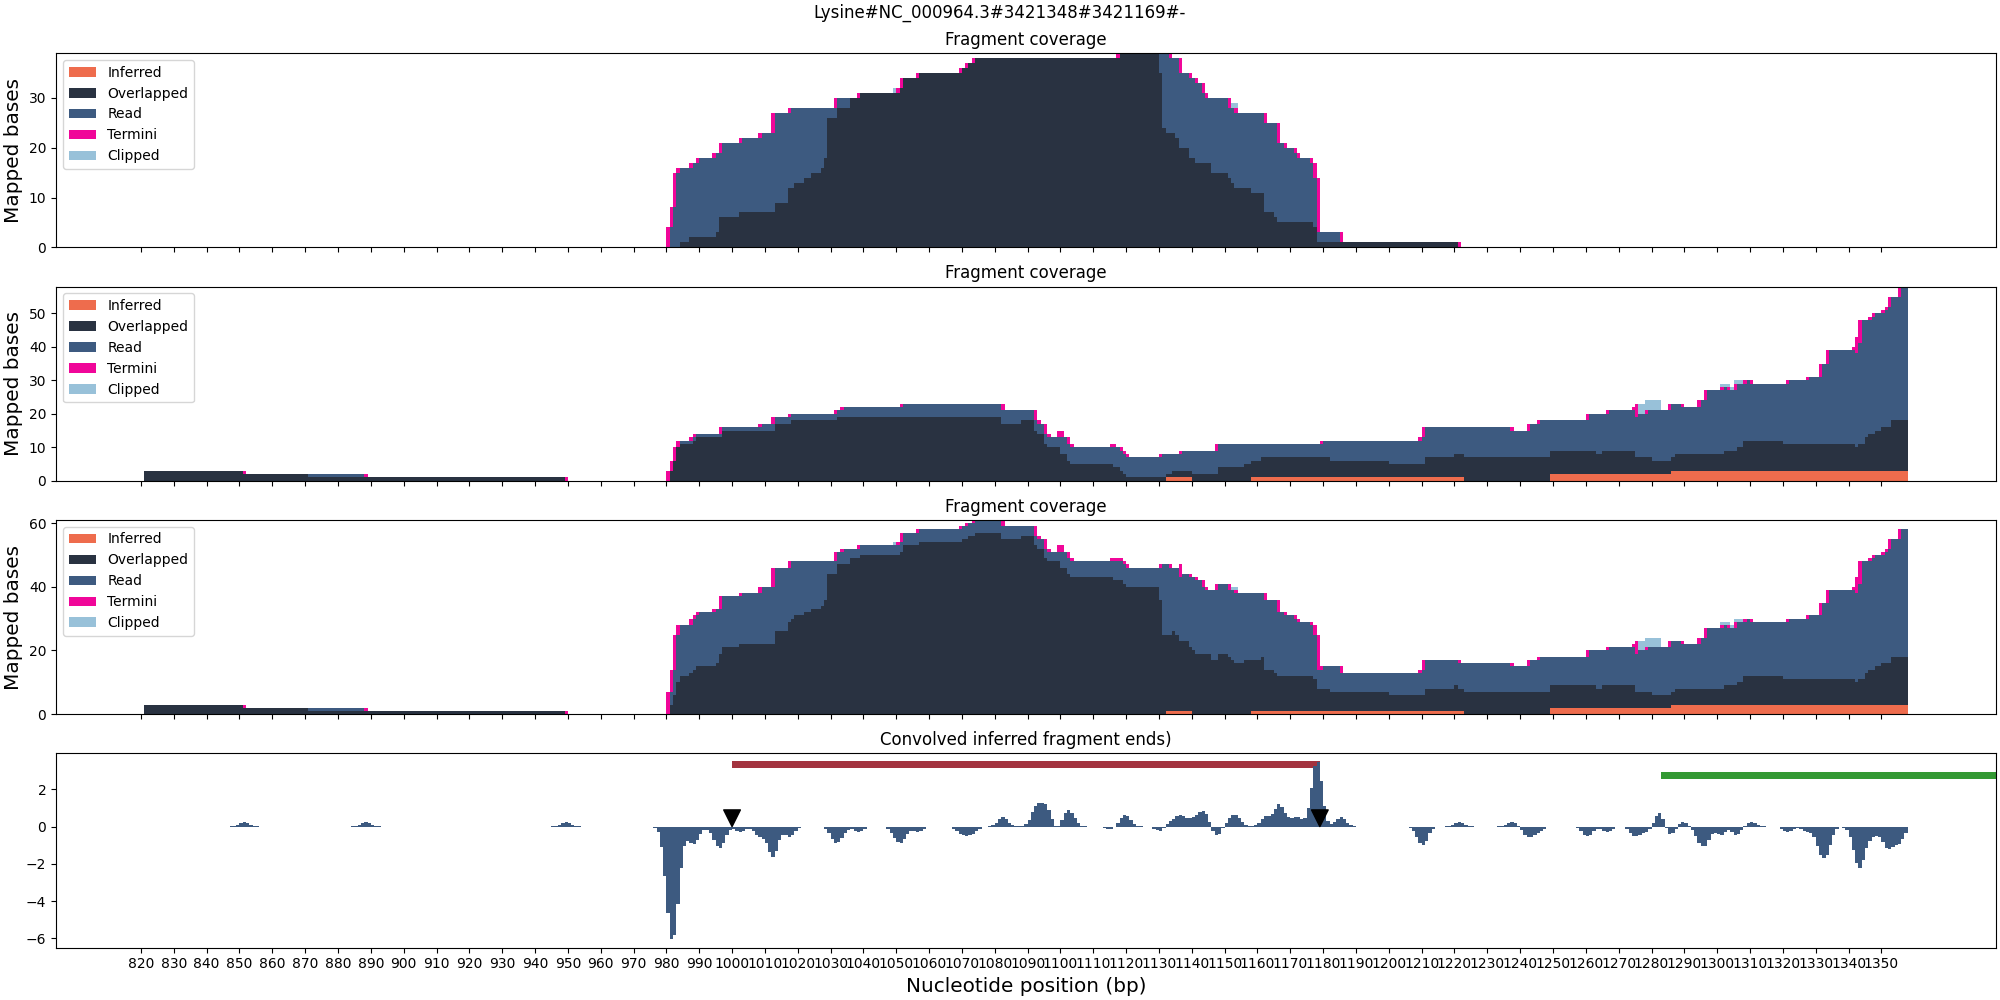 Lysine#NC_000964.3#3421348#3421169#-
Fragment coverage
Mapped bases
30
20
10
0
Inferred
Overlapped
Read
Termini
Clipped
Fragment coverage
Mapped bases
50
40
30
20
10
0
Inferred
Overlapped
Read
Termini
Clipped
Fragment coverage
Mapped bases
60
40
20
0
Inferred
Overlapped
Read
Termini
Clipped
Convolved inferred fragment ends)
2
0
−2
−4
−6
820 830 840 850 860 870 880 890 900 910 920 930 940 950 960 970 980 990 1000 1010 1020 1030 1040 1050 1060 1070 1080 1090 1100 1110 1120 1130 1140 1150 1160 1170 1180 1190 1200 1210 1220 1230 1240 1250 1260 1270 1280 1290 1300 1310 1320 1330 1340 1350
Nucleotide position (bp)